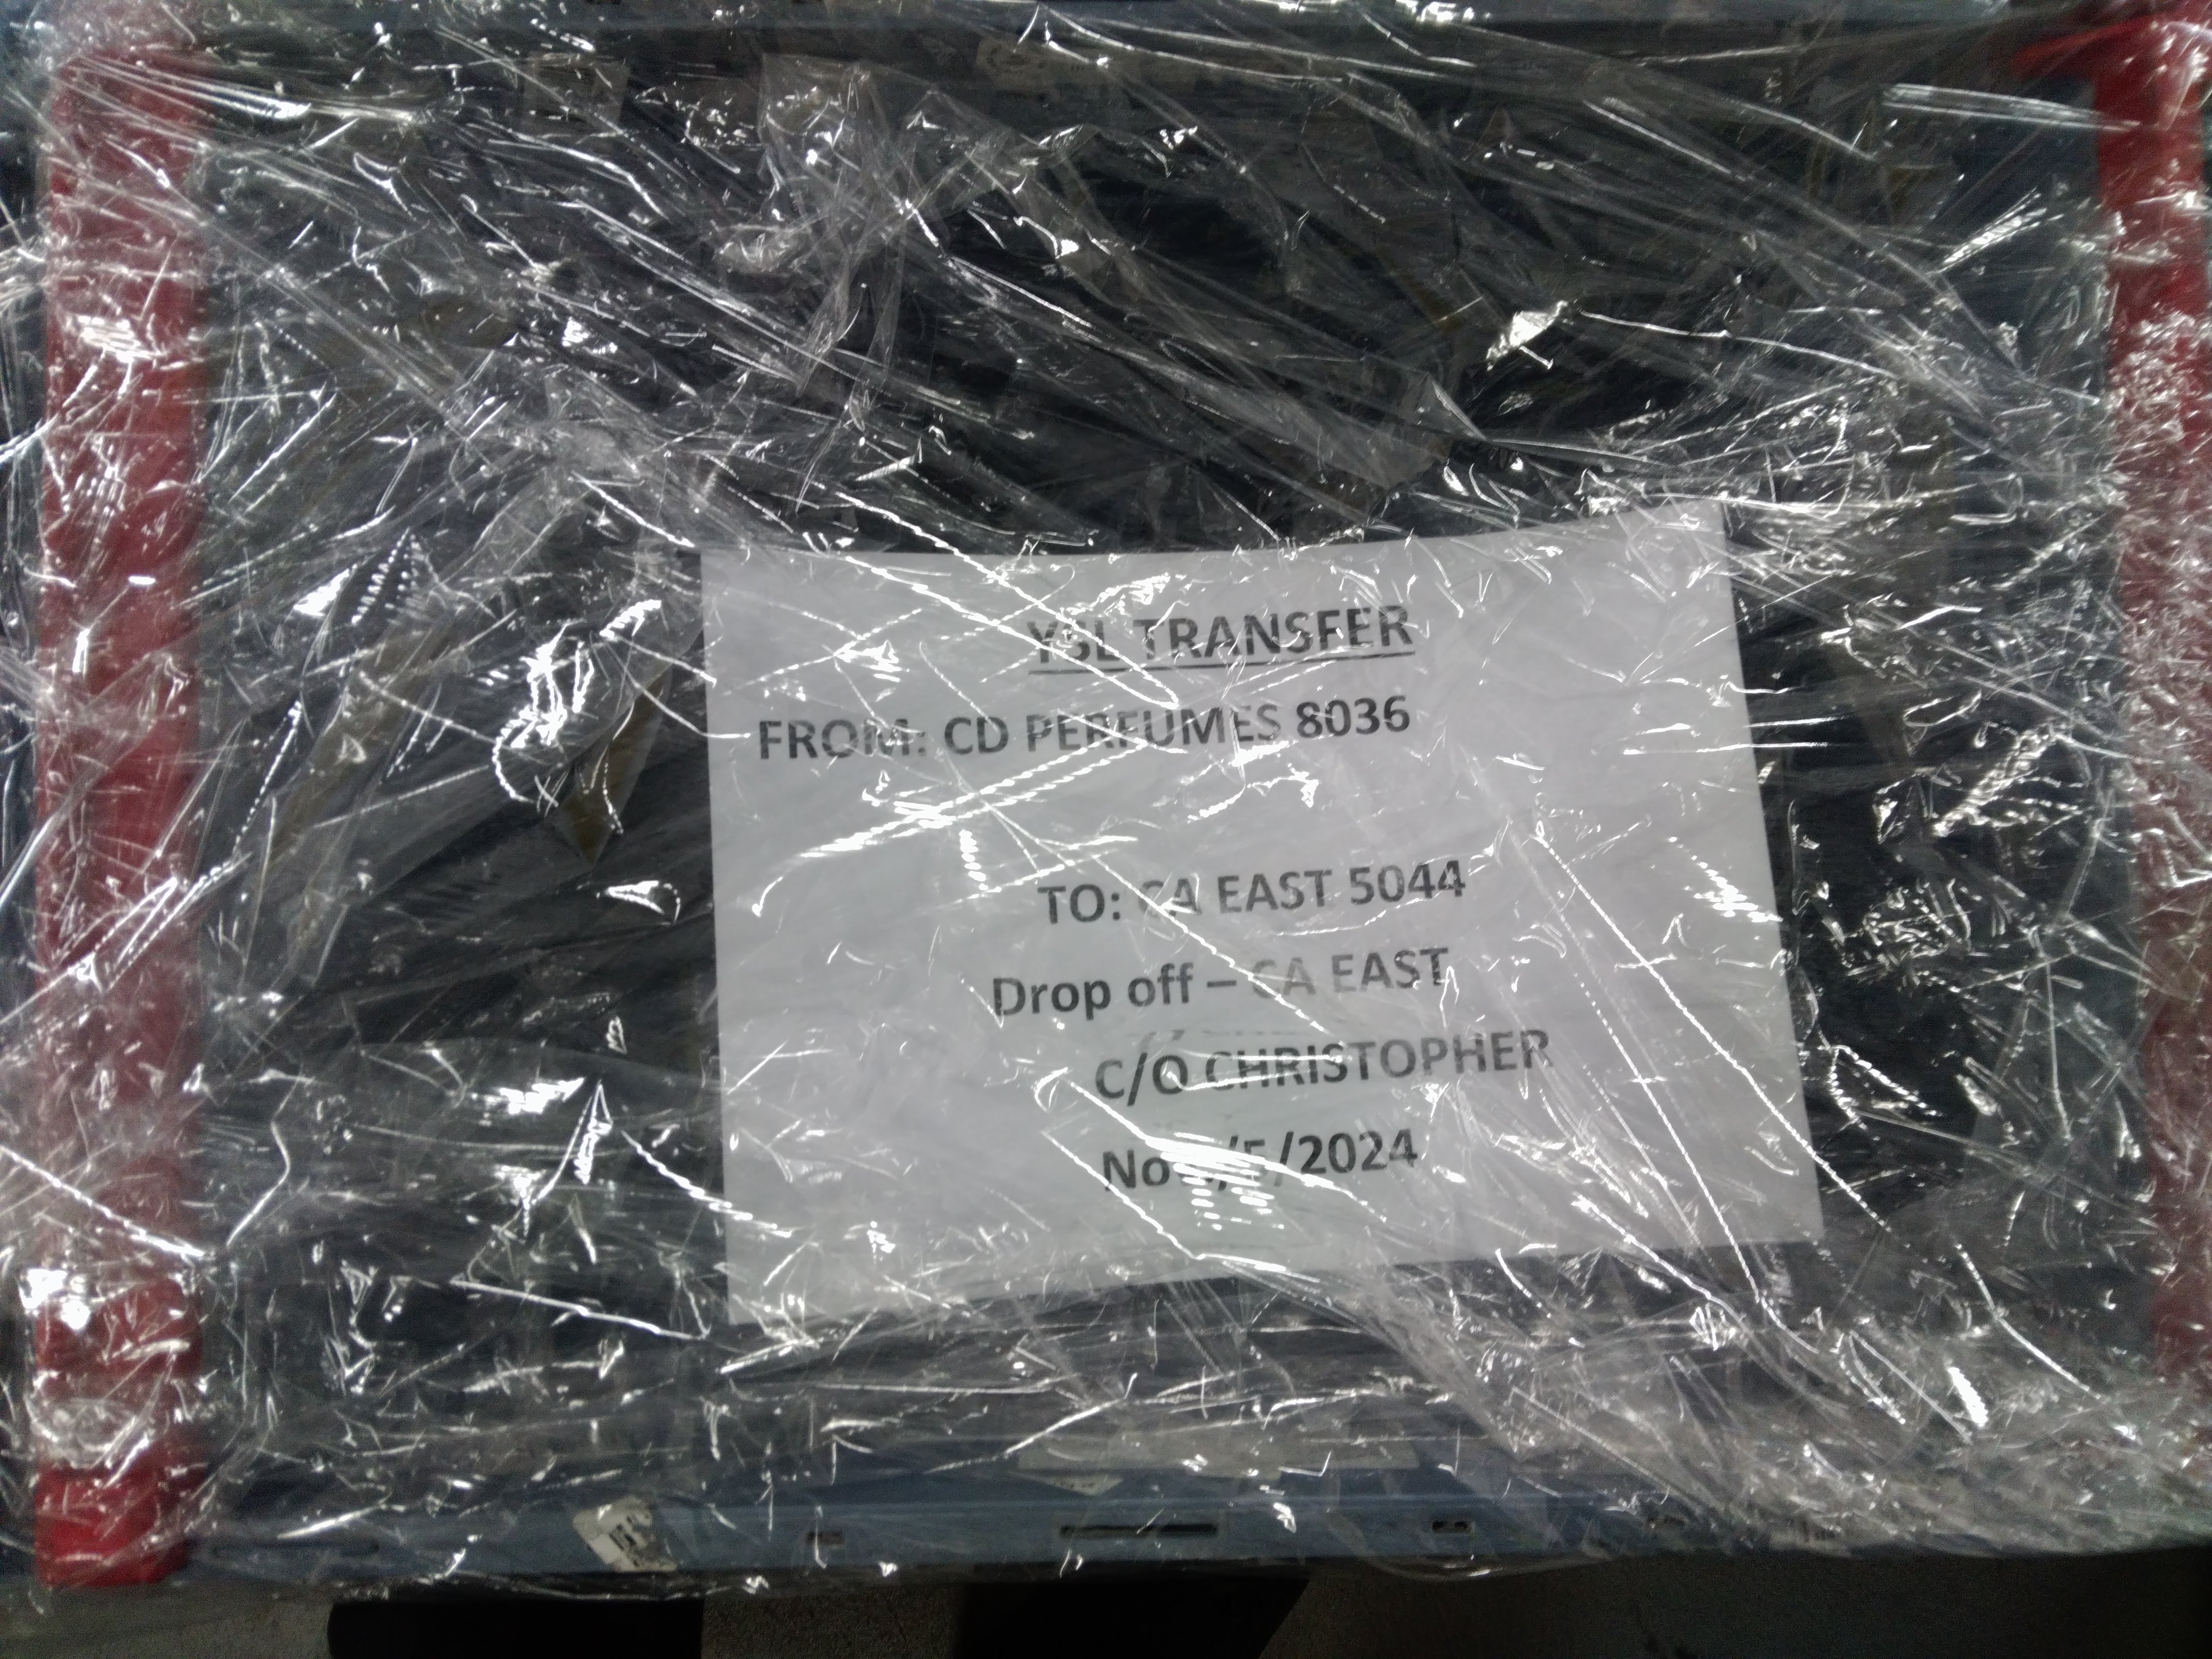 YSL TRANSFER
FROM: CD PERFUMES 8036
TO: CA EAST 5044
Drop off – CA EAST
C/O CHRISTOPHER
/2024